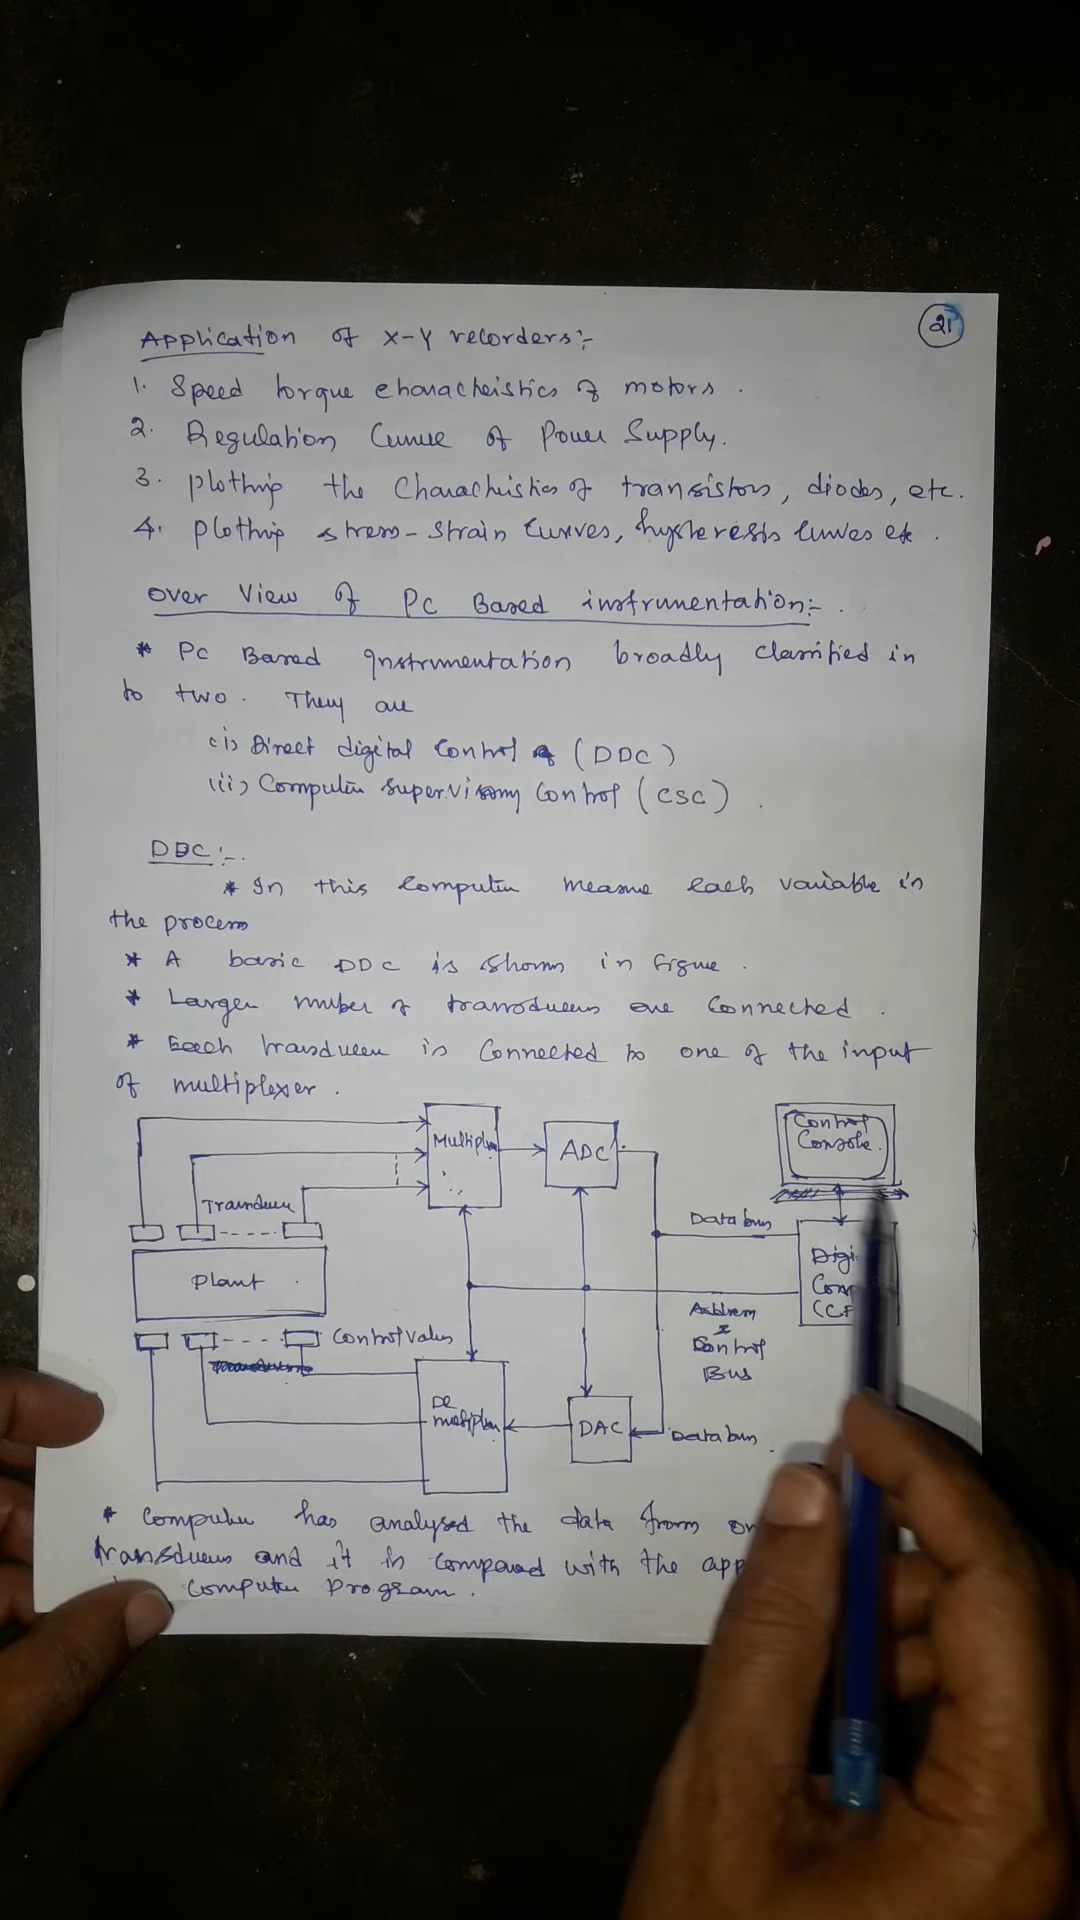 21
Application of X-Y recorders:-
1. Speed torque characteristics of motors.
2. Regulation Curve of Power Supply.
3. plotting the Characteristics of transistors, diodes, etc.
4. plotting stress-strain Curves, hysteresis Curves etc.
Over View of PC Based instrumentation:-.
* PC Based instrumentation broadly classified in
to two. They are
(i) Direct digital Control (DDC)
(ii) Computer Supervisory Control (CSC).
DDC:-
* In this Computer measure each variable in
the process
* A basic DDC is shown in figure.
* Larger number of transducers are Connected.
* Each transducer is Connected to one of the input
of multiplexer.
Control
Console.
ADC
Transducer
Data bus
Plant
Address
&
Control
Bus
Control valves
De
DAC
Data bus
* Computer has analysed the data from
transducers and it is compared with the
Computer Program.